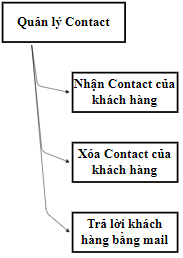 Quản lý Contact
Nhận Contact của
khách hàng
Xóa Contact của
khách hàng
Trả lời khách
hàng bằng mail